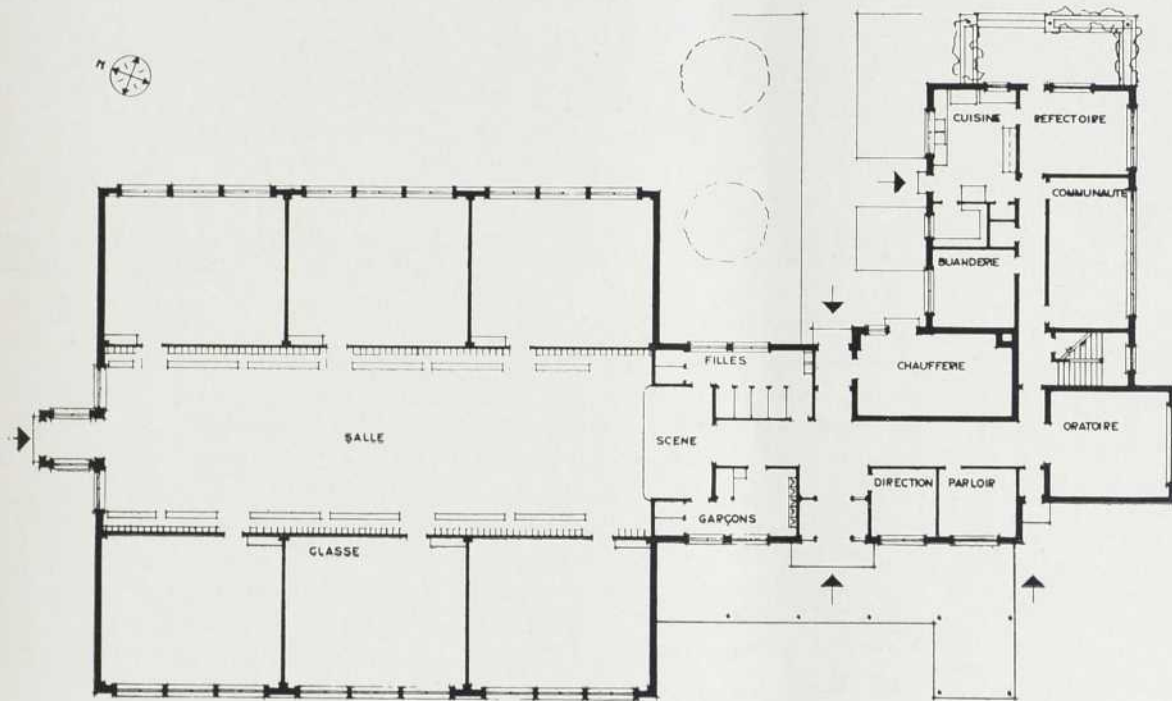 N
CUISINE
REFECTOIRE
COMMUNAUTE
BUANDERIE
FILLES
CHAUFFERIE
SALLE
SCENE
ORATOIRE
DIRECTION
PARLOIR
GARÇONS
CLASSE